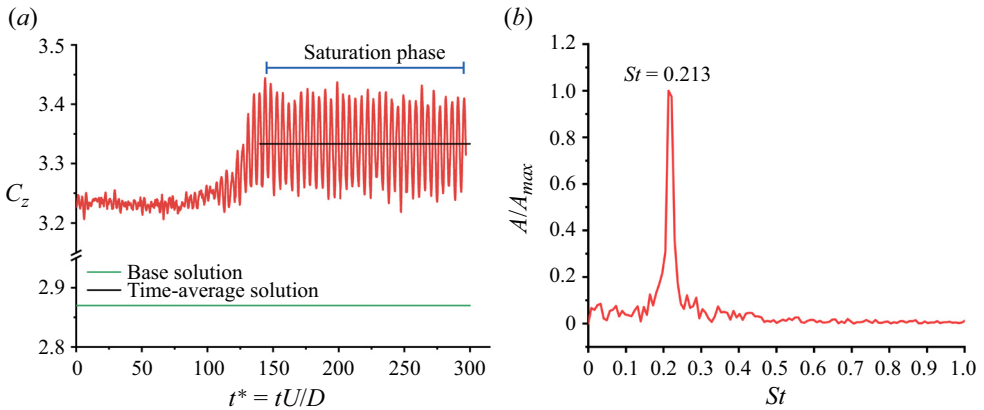 (a)
3.5
3.4
3.3
3.2
2.9
2.8
C_z
Saturation phase
Base solution
Time-average solution
0 50 100 150 200 250 300
t* = tU/D
(b)
1.2
1.0
0.8
0.6
0.4
0.2
0
A/A_max
St = 0.213
0 0.1 0.2 0.3 0.4 0.5 0.6 0.7 0.8 0.9 1.0
St